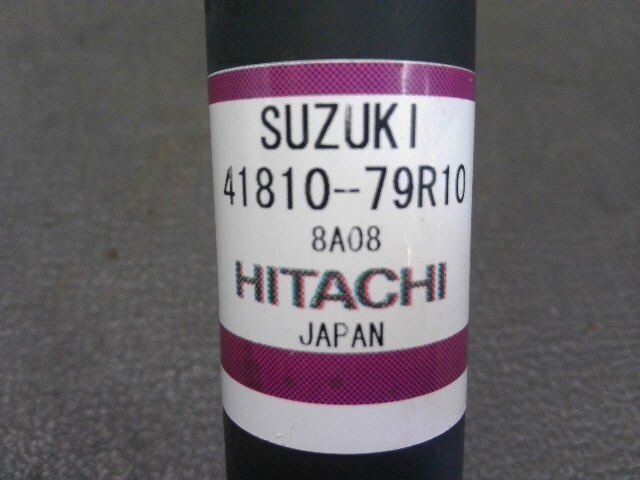 SUZUKI
41810--79R10
8A08
HITACHI
JAPAN